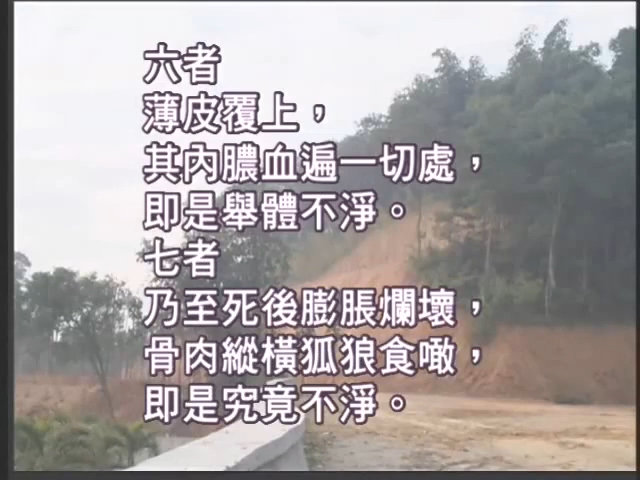 六者
薄皮覆上，
其內膿血遍一切處，
即是舉體不淨。
七者
乃至死後膨脹爛壞，
骨肉縱橫狐狼食噉，
即是究竟不淨。